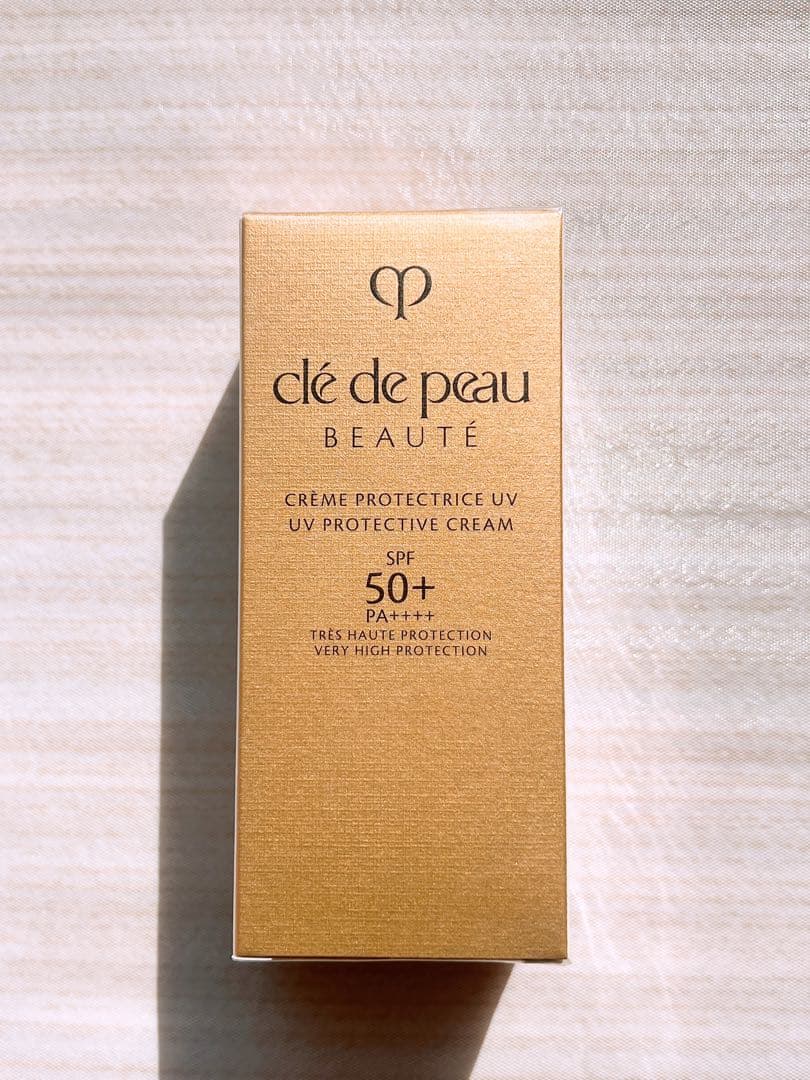 clé de peau
BEAUTÉ
CRÈME PROTECTRICE UV
UV PROTECTIVE CREAM
SPF
50+
PA++++
TRÈS HAUTE PROTECTION
VERY HIGH PROTECTION